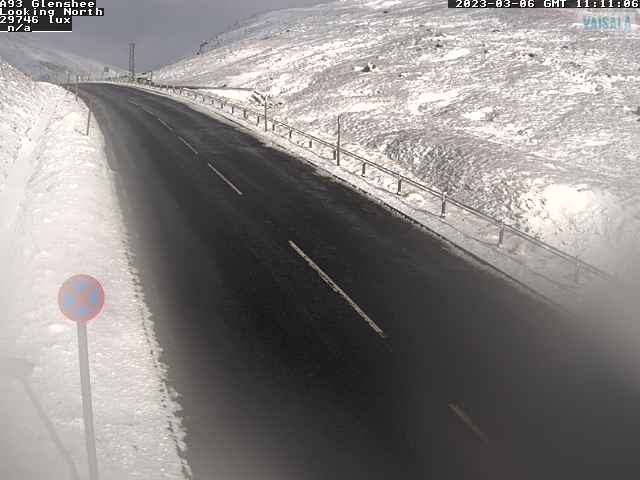 A93 Glenshee
Looking North
29746 lux
n/a
2023-03-06 GMT 11:11:06
VAISALA